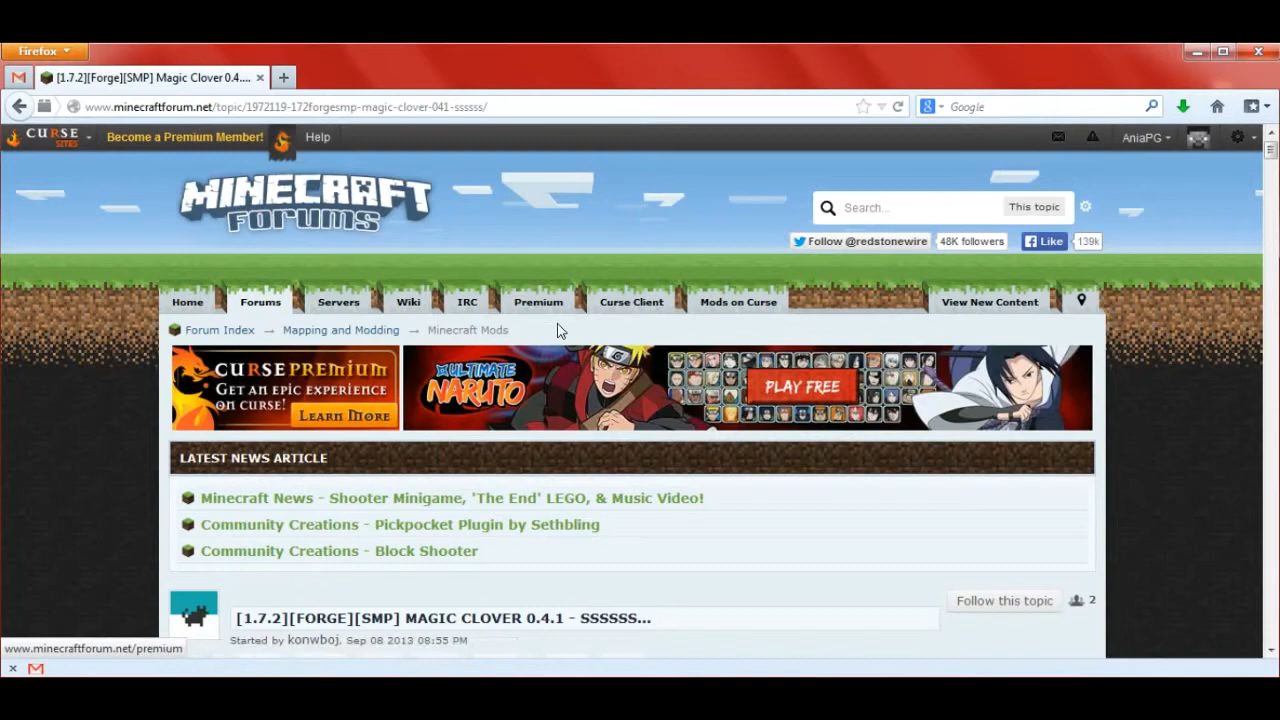 Firefox
[1.7.2][Forge][SMP] Magic Clover 0.4....
www.minecraftforum.net/topic/1972119-172forgesmp-magic-clover-041-ssssss/
Google
CURSE SITES
Become a Premium Member!
Help
AniaPG
MINECRAFT
FORUMS
Search...
This topic
Follow @redstonewire
48K followers
Like
139k
Home
Forums
Servers
Wiki
IRC
Premium
Curse Client
Mods on Curse
View New Content
Forum Index → Mapping and Modding → Minecraft Mods
CURSE PREMIUM
GET AN EPIC EXPERIENCE
ON CURSE!
LEARN MORE
ULTIMATE
NARUTO
PLAY FREE
LATEST NEWS ARTICLE
Minecraft News - Shooter Minigame, 'The End' LEGO, & Music Video!
Community Creations - Pickpocket Plugin by Sethbling
Community Creations - Block Shooter
[1.7.2][FORGE][SMP] MAGIC CLOVER 0.4.1 - SSSSSS...
Follow this topic
2
Started by konwboj, Sep 08 2013 08:55 PM
www.minecraftforum.net/premium